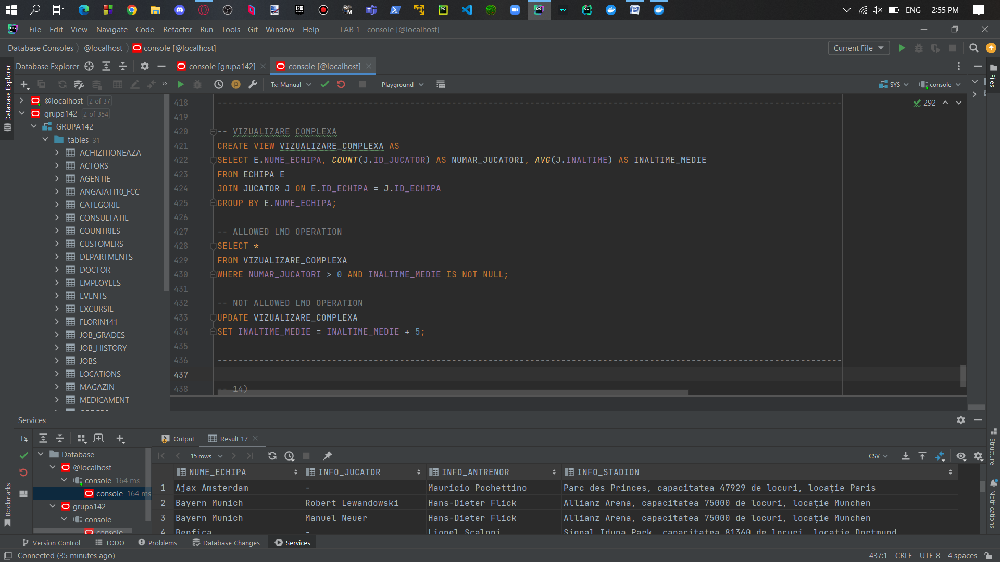 ENG
2:55 PM
File Edit View Navigate Code Refactor Run Tools Git Window Help
LAB 1 - console [@localhost]
Database Consoles @localhost console [@localhost]
Current File
Database Explorer
console [grupa142]
console [@localhost]
Tx: Manual
Playground
SYS
console
@localhost 2 of 37
grupa142 2 of 354
GRUPA142
tables 31
ACHIZITIONEAZA
ACTORS
AGENTIE
ANGAJATI10_FCC
CATEGORIE
CONSULTATIE
COUNTRIES
CUSTOMERS
DEPARTMENTS
DOCTOR
EMPLOYEES
EVENTS
EXCURSIE
FLORIN141
JOB_GRADES
JOB_HISTORY
JOBS
LOCATIONS
MAGAZIN
MEDICAMENT
292
418 ------------------------------------------------------------------------------------------------------------------------
419
420 -- VIZUALIZARE COMPLEXA
421 CREATE VIEW VIZUALIZARE_COMPLEXA AS
422 SELECT E.NUME_ECHIPA, COUNT(J.ID_JUCATOR) AS NUMAR_JUCATORI, AVG(J.INALTIME) AS INALTIME_MEDIE
423 FROM ECHIPA E
424 JOIN JUCATOR J ON E.ID_ECHIPA = J.ID_ECHIPA
425 GROUP BY E.NUME_ECHIPA;
426
427 -- ALLOWED LMD OPERATION
428 SELECT *
429 FROM VIZUALIZARE_COMPLEXA
430 WHERE NUMAR_JUCATORI > 0 AND INALTIME_MEDIE IS NOT NULL;
431
432 -- NOT ALLOWED LMD OPERATION
433 UPDATE VIZUALIZARE_COMPLEXA
434 SET INALTIME_MEDIE = INALTIME_MEDIE + 5;
435
436 ------------------------------------------------------------------------------------------------------------------------
437
438 -- 14)
Database Explorer
Bookmarks
Files
Structure
Notifications
Services
Tx
Database
@localhost
console 164 ms
console 164 ms
grupa142
console
console
Output
Result 17
15 rows
CSV
NUME_ECHIPA INFO_JUCATOR INFO_ANTRENOR INFO_STADION
1 Ajax Amsterdam - Mauricio Pochettino Parc des Princes, capacitatea 47929 de locuri, locație Paris
2 Bayern Munich Robert Lewandowski Hans-Dieter Flick Allianz Arena, capacitatea 75000 de locuri, locație Munchen
3 Bayern Munich Manuel Neuer Hans-Dieter Flick Allianz Arena, capacitatea 75000 de locuri, locație Munchen
4 Benfica - Lionel Scaloni Signal Iduna Park, capacitatea 81360 de locuri, locație Dortmund
Version Control TODO Problems Database Changes Services
Connected (35 minutes ago)
437:1 CRLF UTF-8 4 spaces